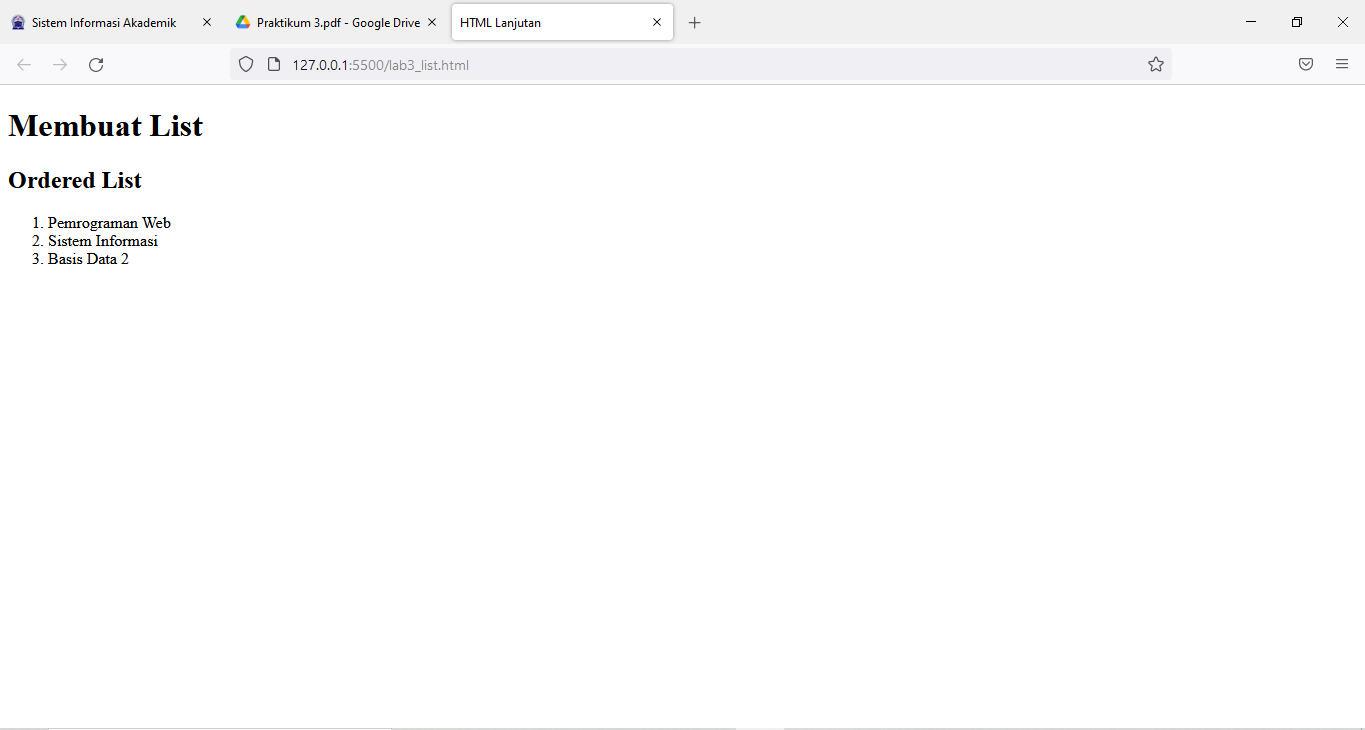 Sistem Informasi Akademik
Praktikum 3.pdf - Google Drive
HTML Lanjutan
127.0.0.1:5500/lab3_list.html
Membuat List
Ordered List
1. Pemrograman Web
2. Sistem Informasi
3. Basis Data 2